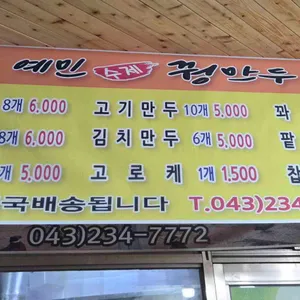 예민 수제 꿩만두
8개 6,000 고기만두 10개 5,000 꽈
8개 6,000 김치만두 6개 5,000 팥
개 5,000 고로케 1개 1,500 찹
국배송됩니다 T.043)234
043)234-7772